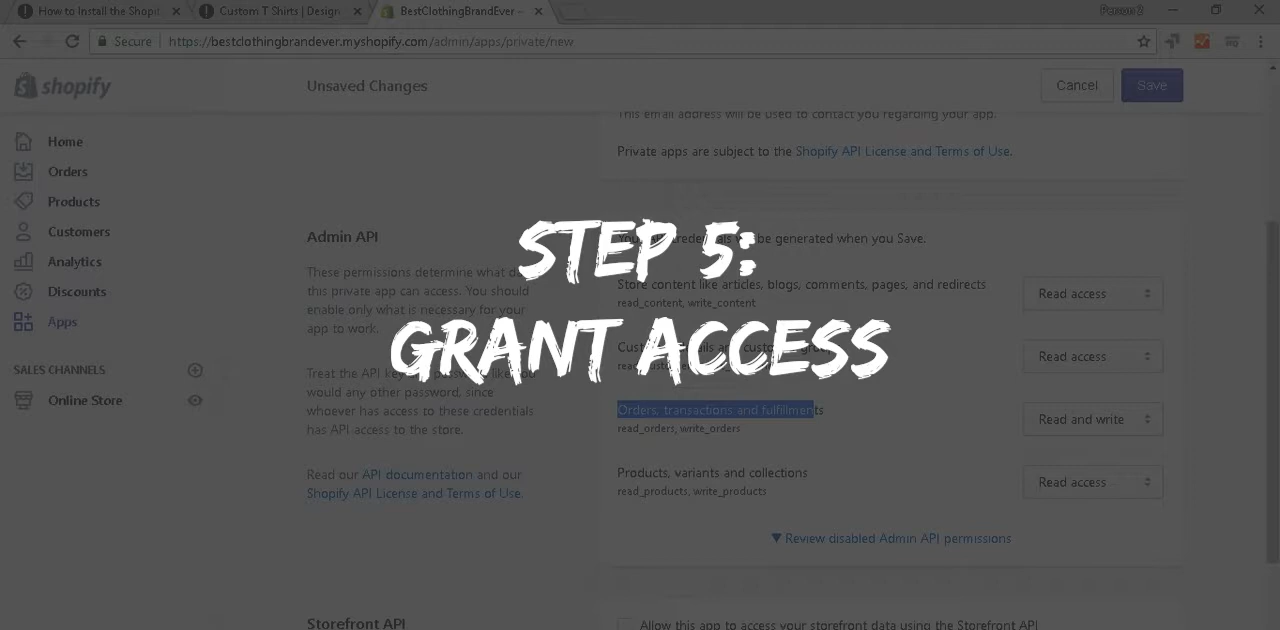 How to Install the Shopif
Custom T Shirts | Design
BestClothingBrandEver ~
Person 2
Secure
https://bestclothingbrandever.myshopify.com/admin/apps/private/new
shopify
Unsaved Changes
Cancel
Save
Home
Orders
Products
Customers
Analytics
Discounts
Apps
SALES CHANNELS
Online Store
This email address will be used to contact you regarding your app.
Private apps are subject to the Shopify API License and Terms of Use.
STEP 5:
GRANT ACCESS
Admin API
These permissions determine what
this private app can access. You should
enable only what is necessary for your
app to work.
Treat the API key
would any other password, since
whoever has access to these credentials
has API access to the store.
Read our API documentation and our
Shopify API License and Terms of Use.
be generated when you Save.
Store content like articles, blogs, comments, pages, and redirects
read_content, write_content
Read access
Read access
Orders, transactions and fulfillments
read_orders, write_orders
Read and write
Products, variants and collections
read_products, write_products
Read access
▼ Review disabled Admin API permissions
Storefront API
Allow this app to access your storefront data using the Storefront API